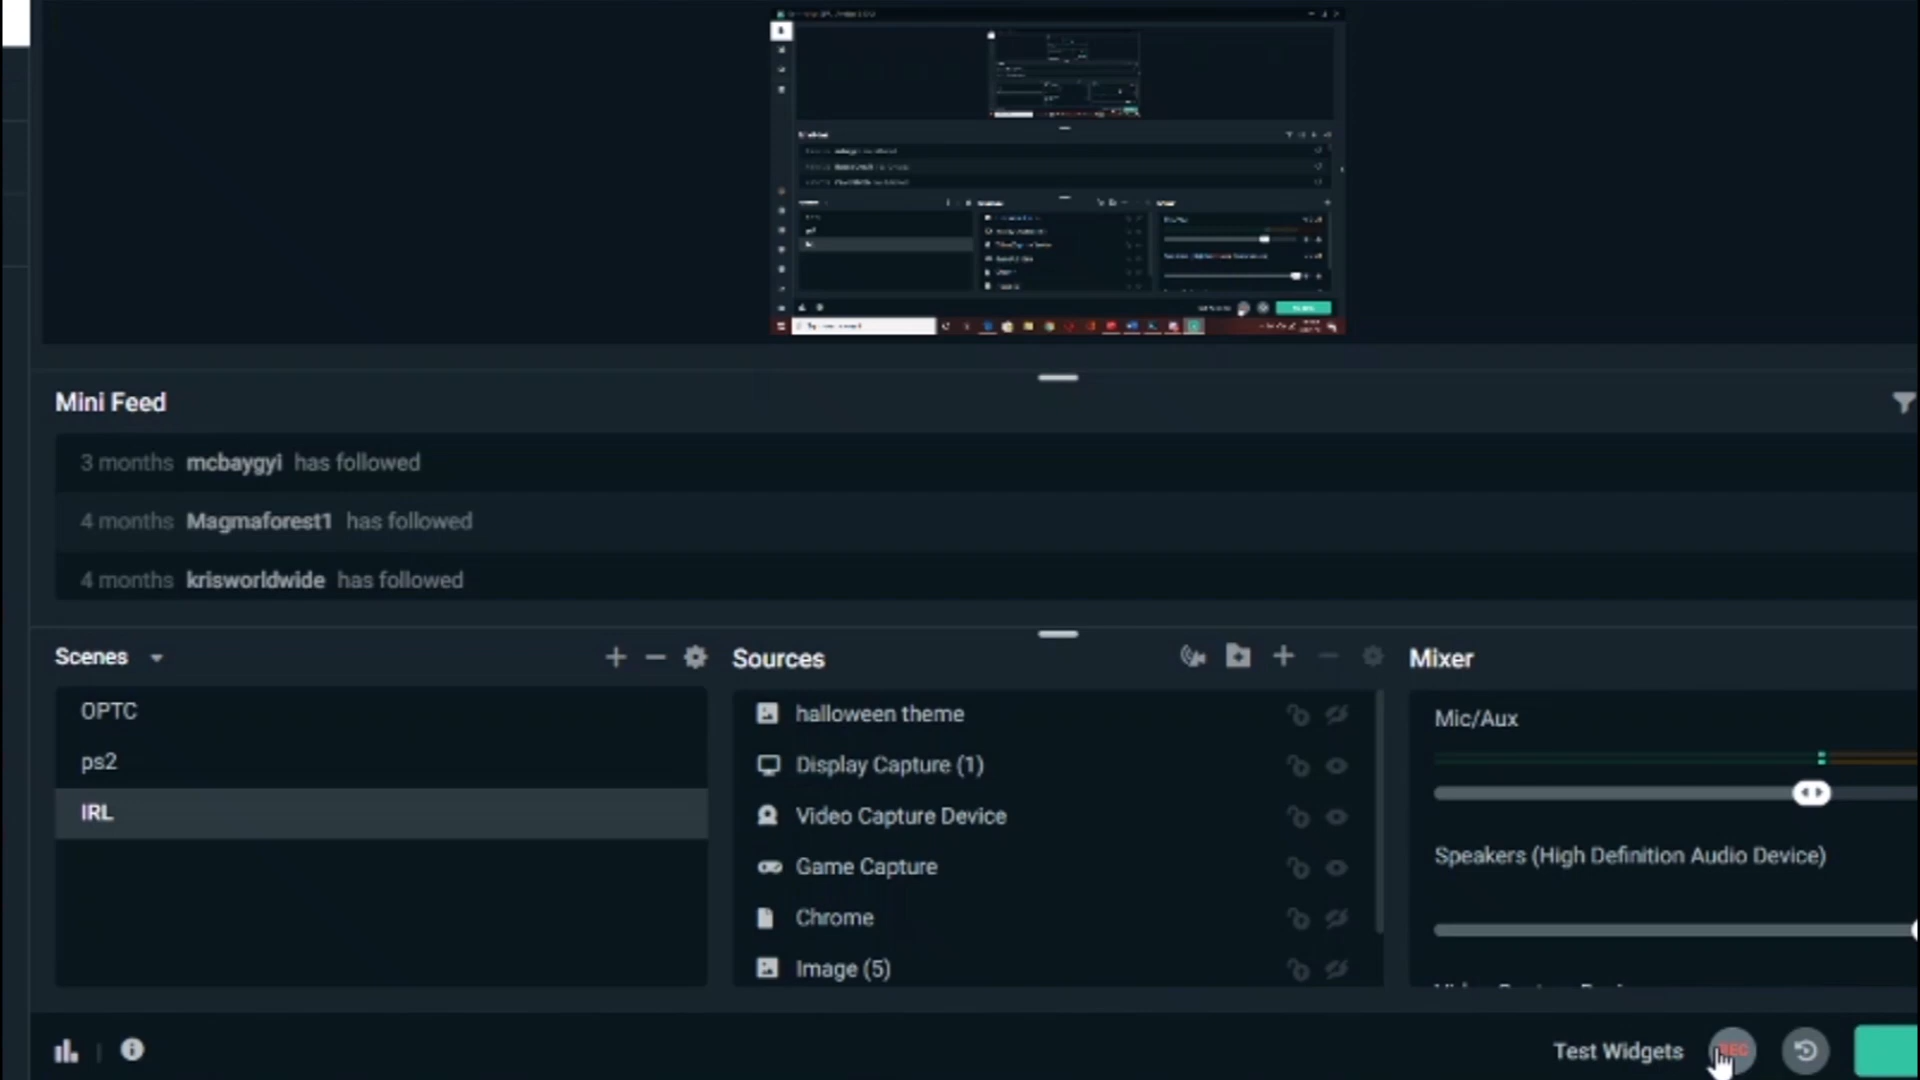 Mini Feed
3 months mcbaygyi has followed
4 months Magmaforest1 has followed
4 months krisworldwide has followed
Scenes
OPTC
ps2
IRL
Sources
halloween theme
Display Capture (1)
Video Capture Device
Game Capture
Chrome
Image (5)
Mixer
Mic/Aux
Speakers (High Definition Audio Device)
Test Widgets
REC